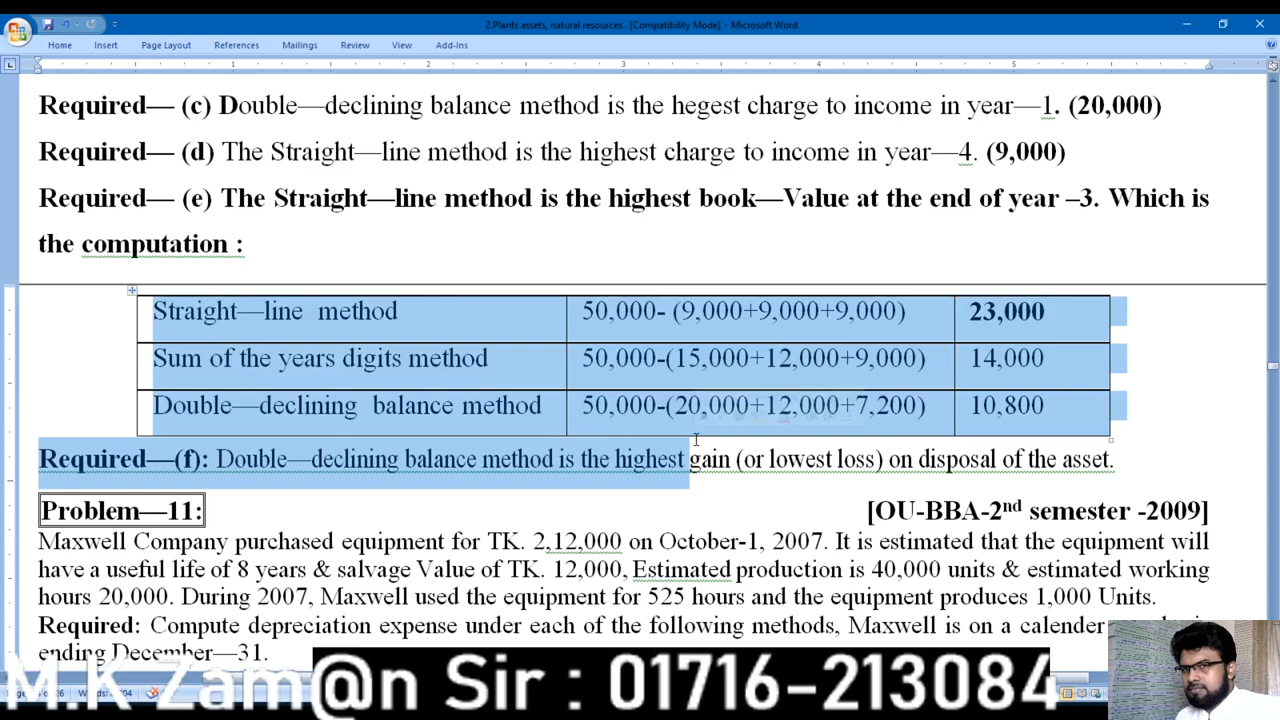 2.Plants assets, natural resources . [Compatibility Mode] - Microsoft Word
Home Insert Page Layout References Mailings Review View Add-Ins
1 2 3 4 5
Required— (c) Double—declining balance method is the hegest charge to income in year—1. (20,000)
Required— (d) The Straight—line method is the highest charge to income in year—4. (9,000)
Required— (e) The Straight—line method is the highest book—Value at the end of year –3. Which is
the computation :
Straight—line method 50,000- (9,000+9,000+9,000) 23,000
Sum of the years digits method 50,000-(15,000+12,000+9,000) 14,000
Double—declining balance method 50,000-(20,000+12,000+7,200) 10,800
Required—(f): Double—declining balance method is the highest gain (or lowest loss) on disposal of the asset.
Problem—11: [OU-BBA-2nd semester -2009]
Maxwell Company purchased equipment for TK. 2,12,000 on October-1, 2007. It is estimated that the equipment will
have a useful life of 8 years & salvage Value of TK. 12,000, Estimated production is 40,000 units & estimated working
hours 20,000. During 2007, Maxwell used the equipment for 525 hours and the equipment produces 1,000 Units.
Required: Compute depreciation expense under each of the following methods, Maxwell is on a calender
ending December—31.
M.K Zam@n Sir : 01716-213084